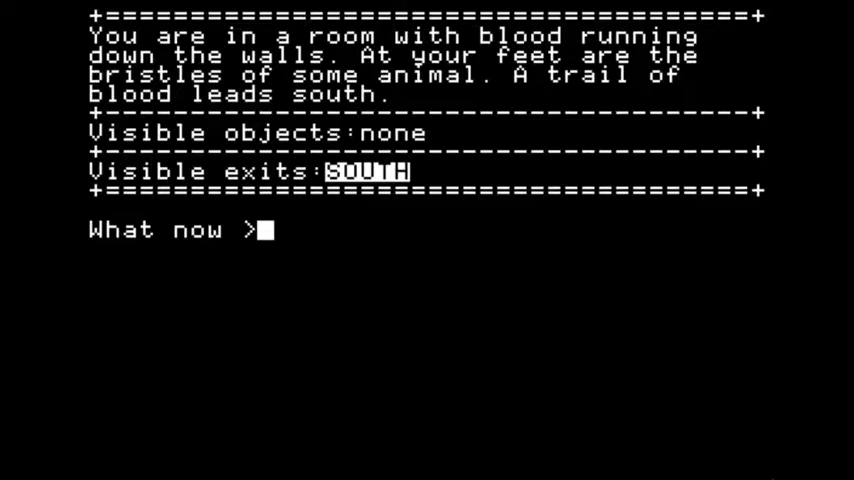 You are in a room with blood running
down the walls. At your feet are the
bristles of some animal. A trail of
blood leads south.
Visible objects:none
Visible exits:SOUTH
What now >